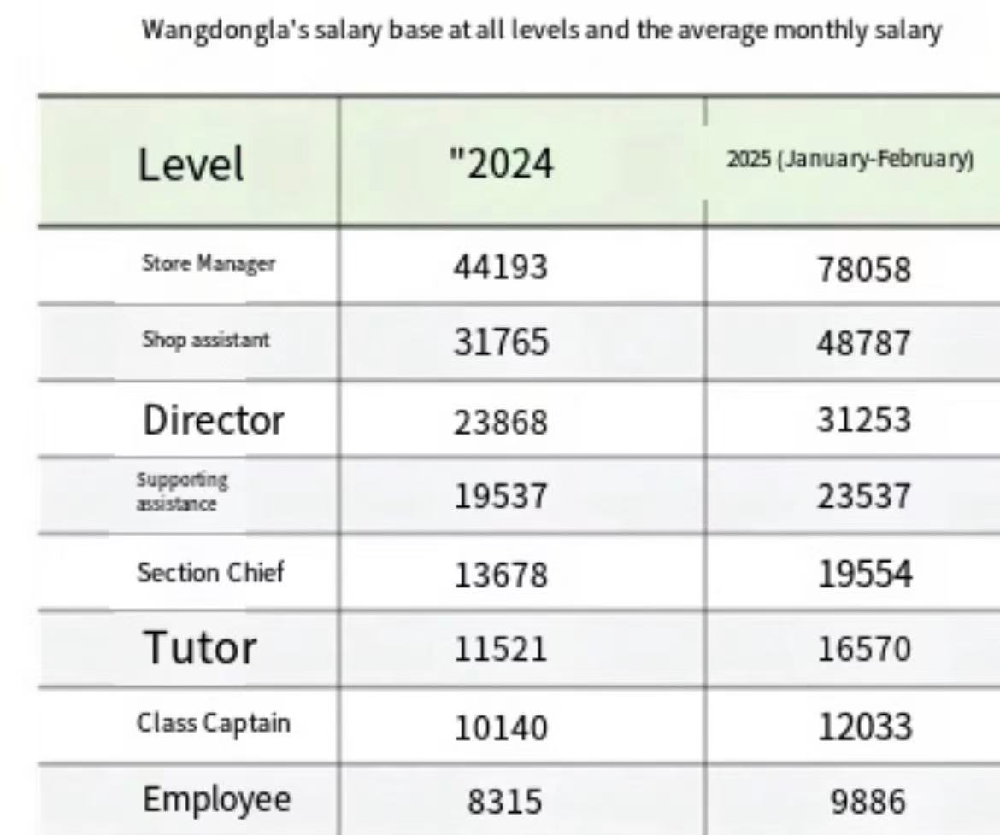 Wangdongla's salary base at all levels and the average monthly salary
Level "2024 2025 (January-February)
Store Manager 44193 78058
Shop assistant 31765 48787
Director 23868 31253
Supporting
assistance 19537 23537
Section Chief 13678 19554
Tutor 11521 16570
Class Captain 10140 12033
Employee 8315 9886